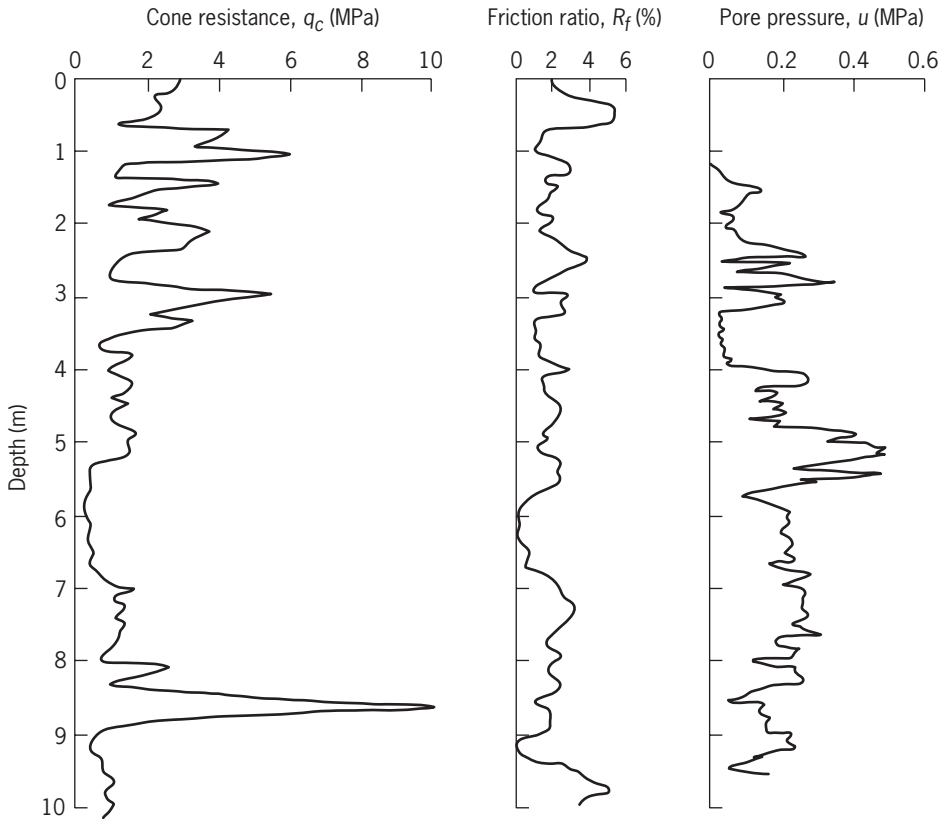 Cone resistance, q_c (MPa)
Friction ratio, R_f (%)
Pore pressure, u (MPa)
0 2 4 6 8 10
0 2 4 6
0 0.2 0.4 0.6
0
1
2
3
4
5
6
7
8
9
10
Depth (m)